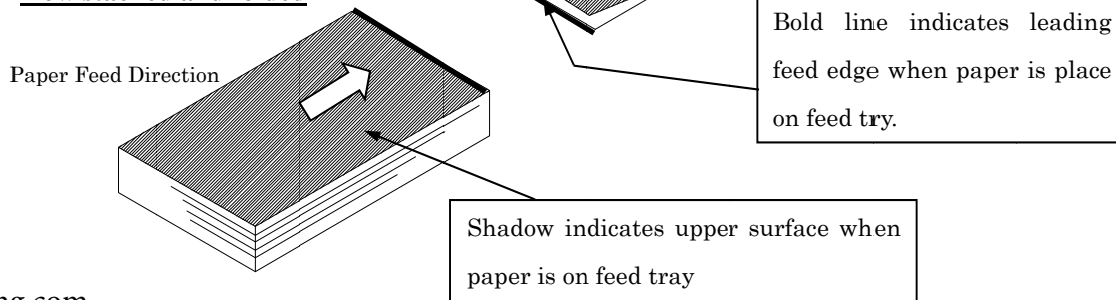 Paper Feed Direction
Bold line indicates leading
feed edge when paper is place
on feed try.
Shadow indicates upper surface when
paper is on feed tray